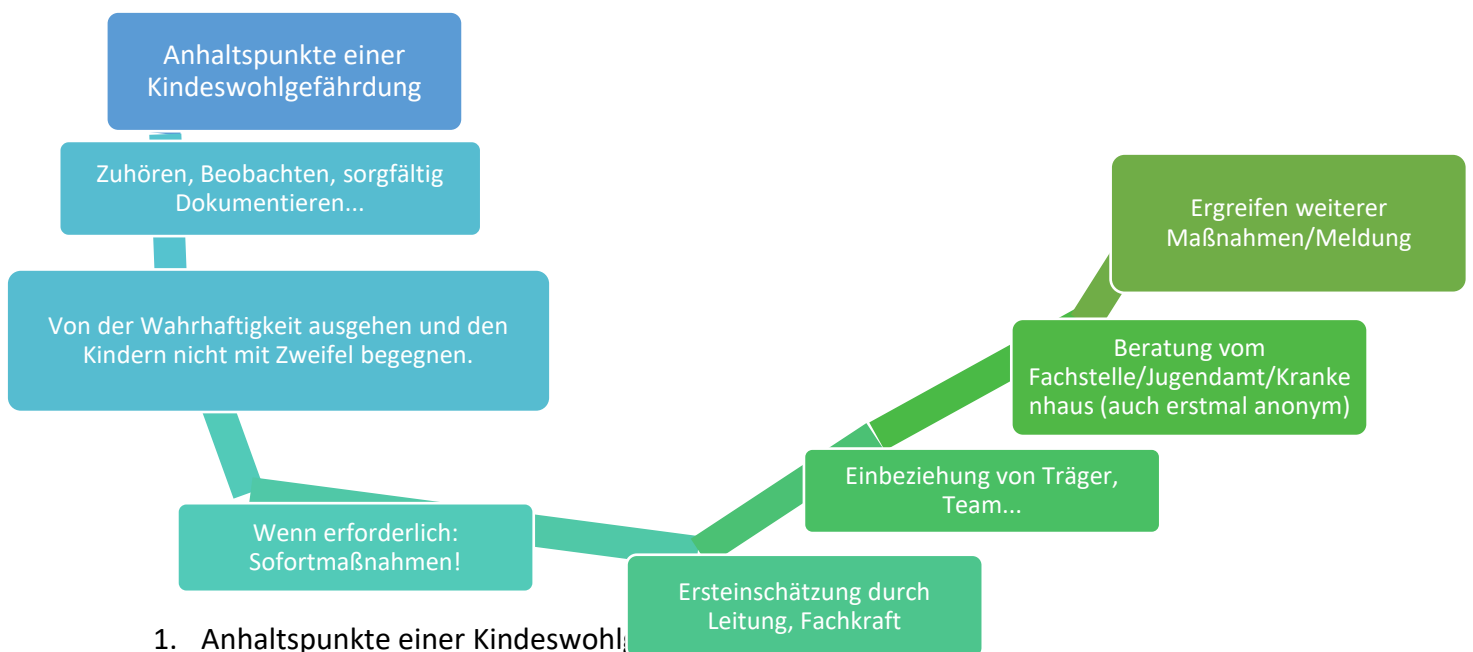 Anhaltspunkte einer
Kindeswohlgefährdung
Zuhören, Beobachten, sorgfältig
Dokumentieren...
Von der Wahrhaftigkeit ausgehen und den
Kindern nicht mit Zweifel begegnen.
Wenn erforderlich:
Sofortmaßnahmen!
Ersteinschätzung durch
Leitung, Fachkraft
Einbeziehung von Träger,
Team...
Beratung vom
Fachstelle/Jugendamt/Kranke
nhaus (auch erstmal anonym)
Ergreifen weiterer
Maßnahmen/Meldung
1. Anhaltspunkte einer